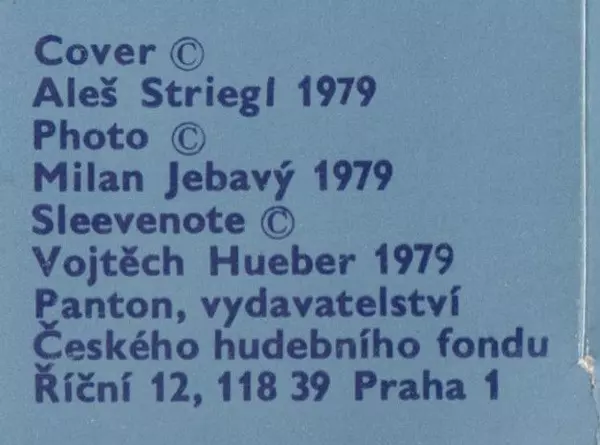 Cover ©
Aleš Striegl 1979
Photo ©
Milan Jebavý 1979
Sleevenote ©
Vojtěch Hueber 1979
Panton, vydavatelství
Českého hudebního fondu
Říční 12, 118 39 Praha 1